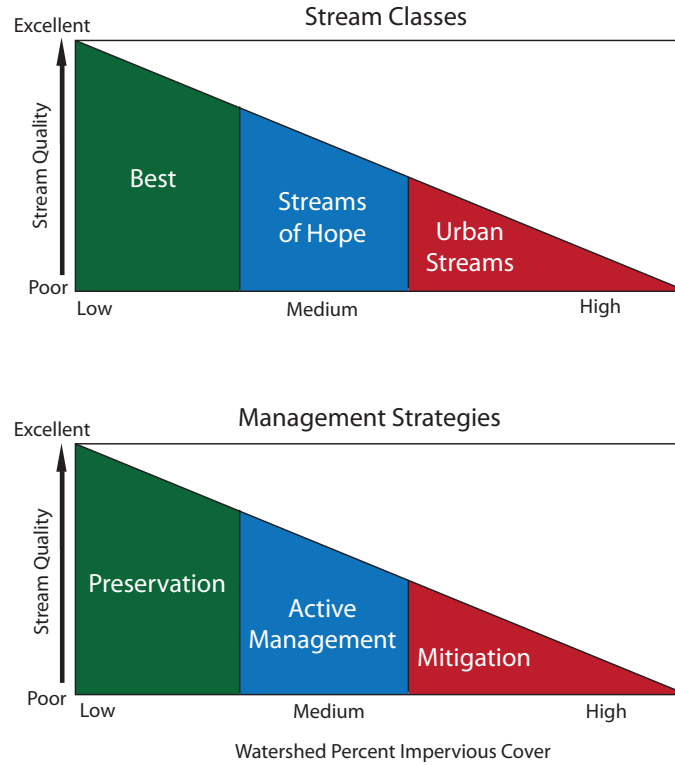 Stream Classes
Excellent
Stream Quality
Best
Streams
of Hope
Urban
Streams
Poor
Low
Medium
High
Management Strategies
Excellent
Stream Quality
Preservation
Active
Management
Mitigation
Poor
Low
Medium
High
Watershed Percent Impervious Cover